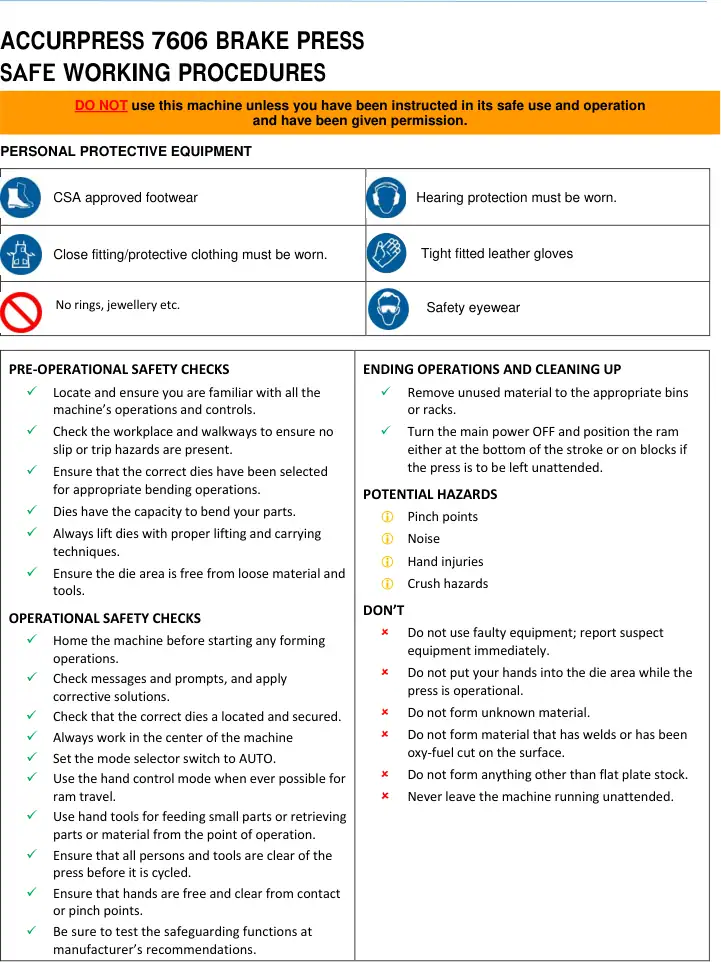 ACCURPRESS 7606 BRAKE PRESS
SAFE WORKING PROCEDURES
DO NOT use this machine unless you have been instructed in its safe use and operation
and have been given permission.
PERSONAL PROTECTIVE EQUIPMENT
CSA approved footwear
Hearing protection must be worn.
Close fitting/protective clothing must be worn.
Tight fitted leather gloves
No rings, jewellery etc.
Safety eyewear
PRE-OPERATIONAL SAFETY CHECKS
✓ Locate and ensure you are familiar with all the
machine’s operations and controls.
✓ Check the workplace and walkways to ensure no
slip or trip hazards are present.
✓ Ensure that the correct dies have been selected
for appropriate bending operations.
✓ Dies have the capacity to bend your parts.
✓ Always lift dies with proper lifting and carrying
techniques.
✓ Ensure the die area is free from loose material and
tools.
OPERATIONAL SAFETY CHECKS
✓ Home the machine before starting any forming
operations.
✓ Check messages and prompts, and apply
corrective solutions.
✓ Check that the correct dies a located and secured.
✓ Always work in the center of the machine
✓ Set the mode selector switch to AUTO.
✓ Use the hand control mode when ever possible for
ram travel.
✓ Use hand tools for feeding small parts or retrieving
parts or material from the point of operation.
✓ Ensure that all persons and tools are clear of the
press before it is cycled.
✓ Ensure that hands are free and clear from contact
or pinch points.
✓ Be sure to test the safeguarding functions at
manufacturer’s recommendations.
ENDING OPERATIONS AND CLEANING UP
✓ Remove unused material to the appropriate bins
or racks.
✓ Turn the main power OFF and position the ram
either at the bottom of the stroke or on blocks if
the press is to be left unattended.
POTENTIAL HAZARDS
Pinch points
Noise
Hand injuries
Crush hazards
DON’T
Do not use faulty equipment; report suspect
equipment immediately.
Do not put your hands into the die area while the
press is operational.
Do not form unknown material.
Do not form material that has welds or has been
oxy-fuel cut on the surface.
Do not form anything other than flat plate stock.
Never leave the machine running unattended.